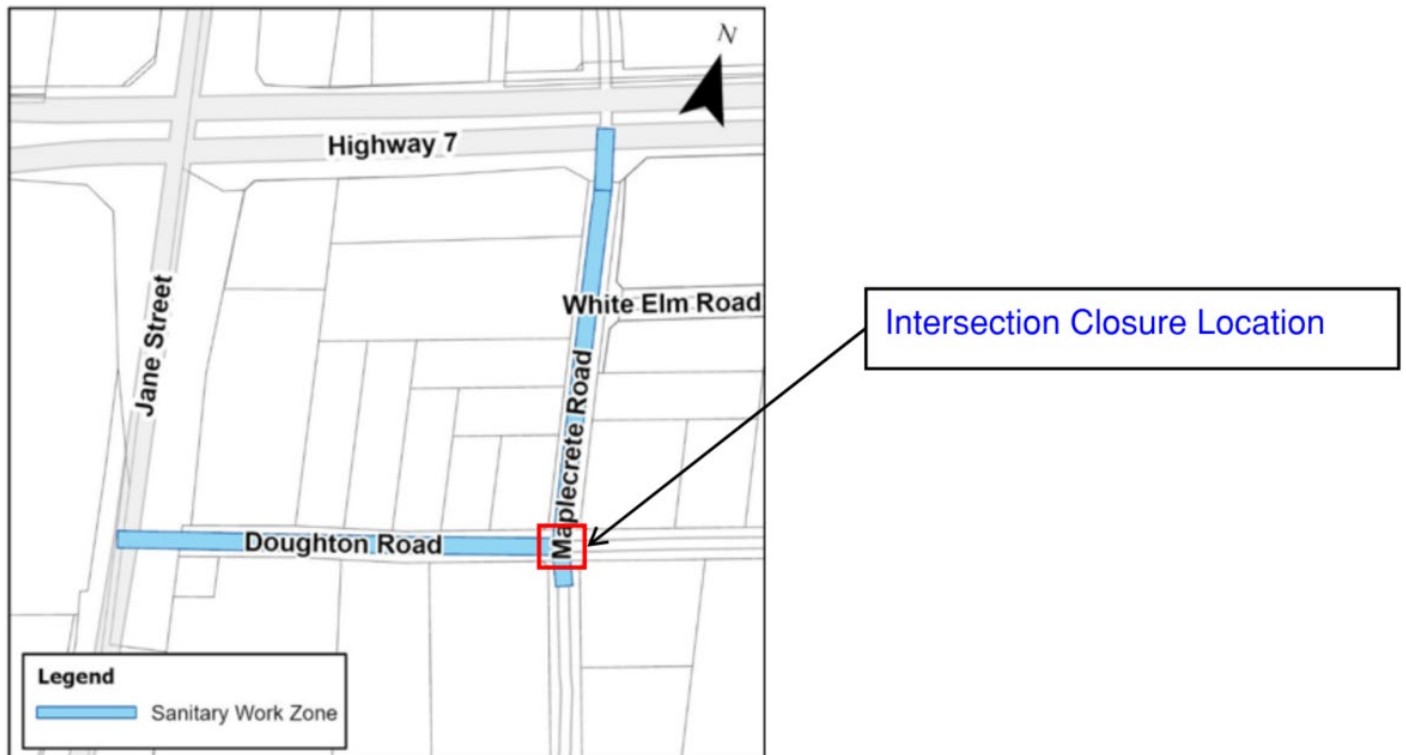 N
Highway 7
White Elm Road
Intersection Closure Location
Jane Street
Maplecrete Road
Doughton Road
Legend
Sanitary Work Zone